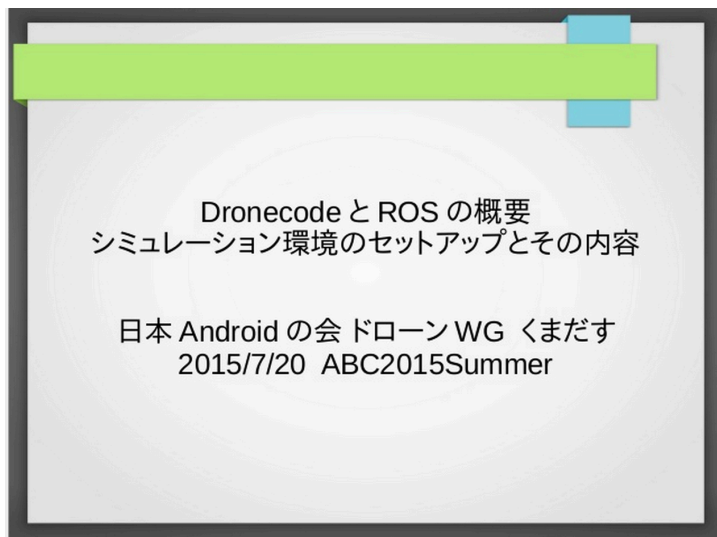 Dronecode と ROS の概要
シミュレーション環境のセットアップとその内容
日本 Android の会 ドローン WG くまだす
2015/7/20 ABC2015Summer